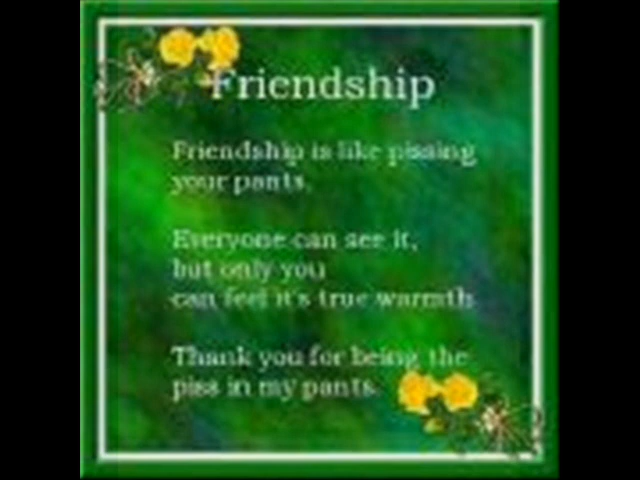 Friendship
Friendship is like pissing
your pants.
Everyone can see it,
but only you
can feel it's true warmth
Thank you for being the
piss in my pants.